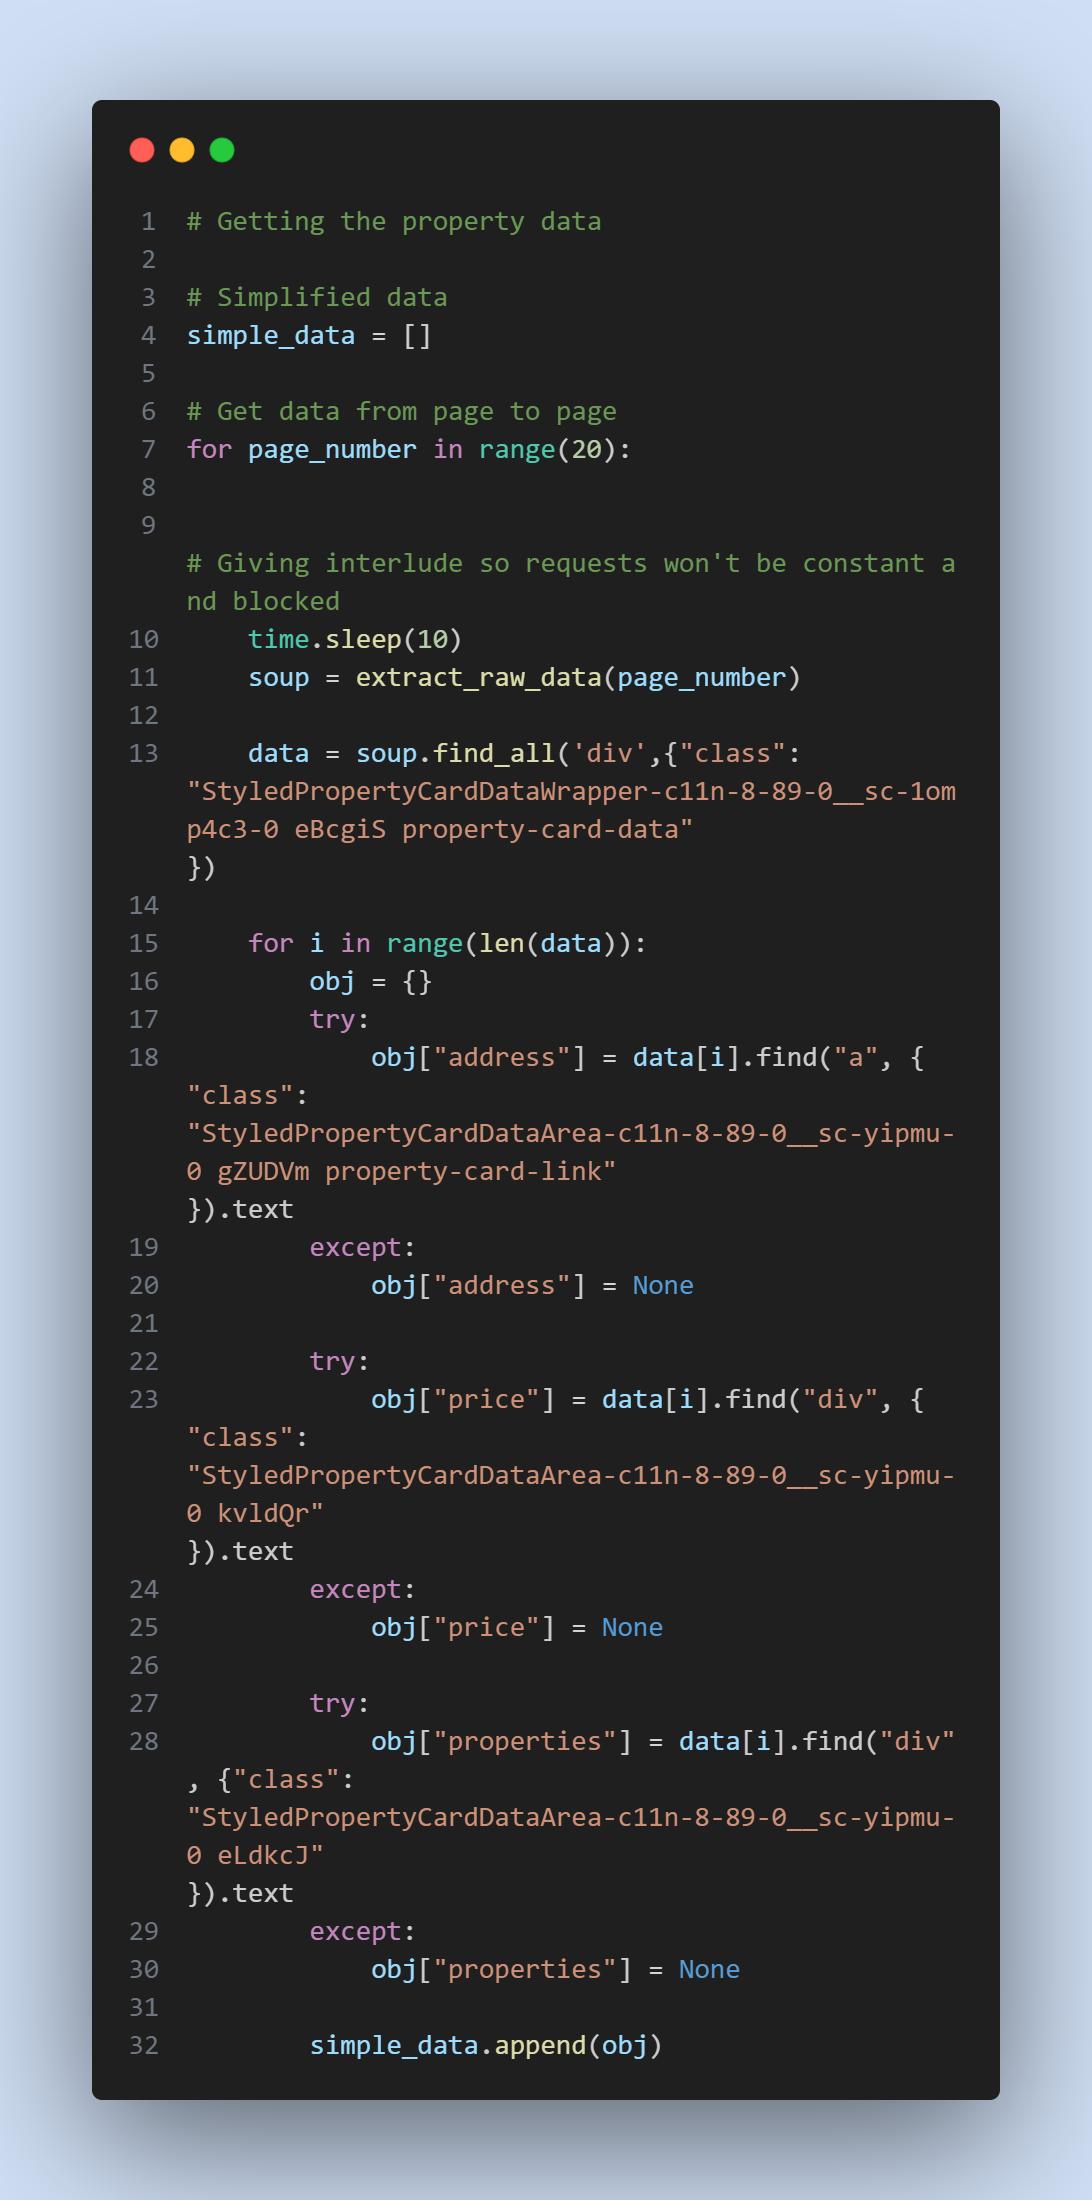 1 # Getting the property data
2
3 # Simplified data
4 simple_data = []
5
6 # Get data from page to page
7 for page_number in range(20):
8
9
# Giving interlude so requests won't be constant a
nd blocked
10     time.sleep(10)
11     soup = extract_raw_data(page_number)
12
13     data = soup.find_all('div',{"class":
"StyledPropertyCardDataWrapper-c11n-8-89-0__sc-1om
p4c3-0 eBcgiS property-card-data"
})
14
15     for i in range(len(data)):
16         obj = {}
17         try:
18             obj["address"] = data[i].find("a", {
"class":
"StyledPropertyCardDataArea-c11n-8-89-0__sc-yipmu-
0 gZUDVm property-card-link"
}).text
19         except:
20             obj["address"] = None
21
22         try:
23             obj["price"] = data[i].find("div", {
"class":
"StyledPropertyCardDataArea-c11n-8-89-0__sc-yipmu-
0 kvldQr"
}).text
24         except:
25             obj["price"] = None
26
27         try:
28             obj["properties"] = data[i].find("div"
, {"class":
"StyledPropertyCardDataArea-c11n-8-89-0__sc-yipmu-
0 eLdkcJ"
}).text
29         except:
30             obj["properties"] = None
31
32         simple_data.append(obj)